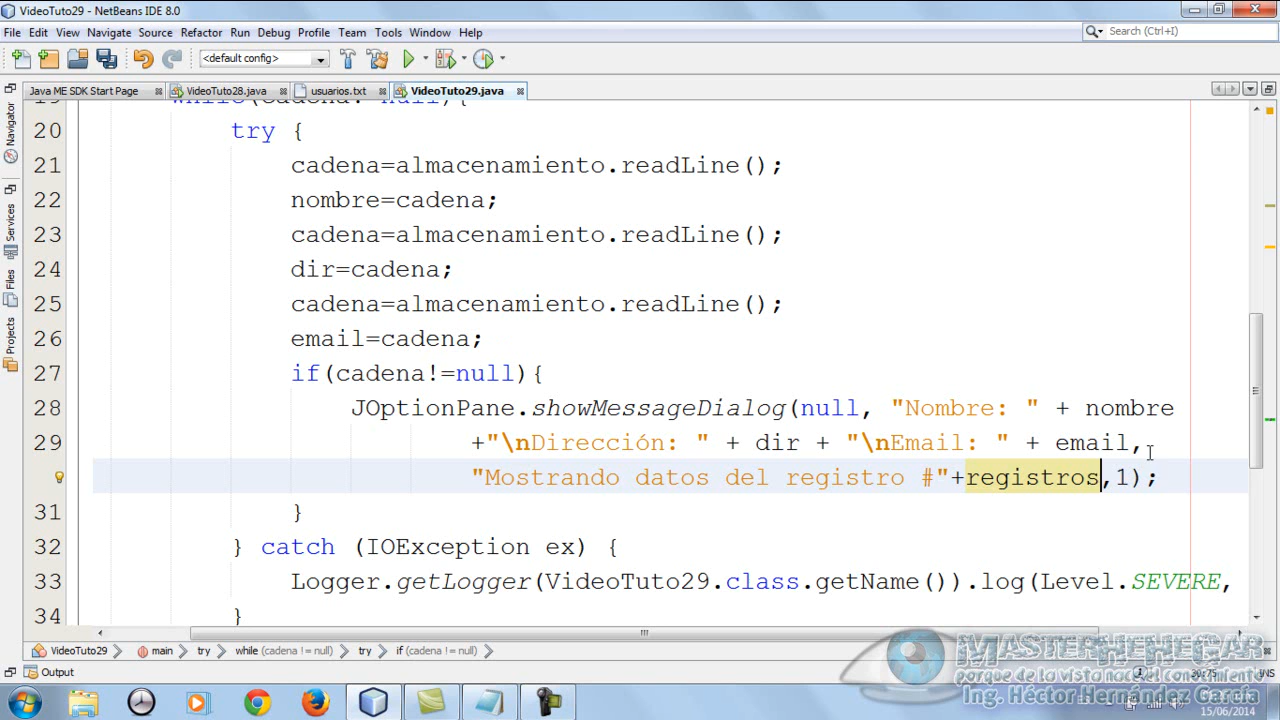 VideoTuto29 - NetBeans IDE 8.0
File Edit View Navigate Source Refactor Run Debug Profile Team Tools Window Help
Search (Ctrl+I)
<default config>
Java ME SDK Start Page VideoTuto28.java usuarios.txt VideoTuto29.java
Navigator
Services
Files
Projects
20 try {
21 cadena=almacenamiento.readLine();
22 nombre=cadena;
23 cadena=almacenamiento.readLine();
24 dir=cadena;
25 cadena=almacenamiento.readLine();
26 email=cadena;
27 if(cadena!=null){
28 JOptionPane.showMessageDialog(null, "Nombre: " + nombre
29 +"\nDirección: " + dir + "\nEmail: " + email,
"Mostrando datos del registro #"+registros,1);
31 }
32 } catch (IOException ex) {
33 Logger.getLogger(VideoTuto29.class.getName()).log(Level.SEVERE,
34 }
VideoTuto29 main try while (cadena != null) try if (cadena != null)
Output
MASTERHEHEGAR
porque de la vista nace el conocimiento
Ing. Héctor Hernández García
15/06/2014